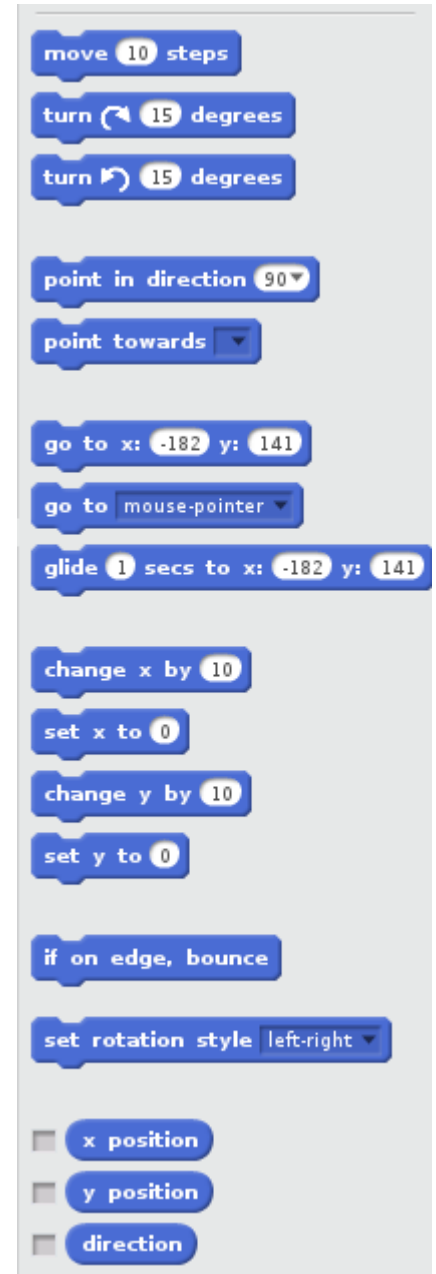 move 10 steps
turn 15 degrees
turn 15 degrees
point in direction 90
point towards
go to x: -182 y: 141
go to mouse-pointer
glide 1 secs to x: -182 y: 141
change x by 10
set x to 0
change y by 10
set y to 0
if on edge, bounce
set rotation style left-right
x position
y position
direction